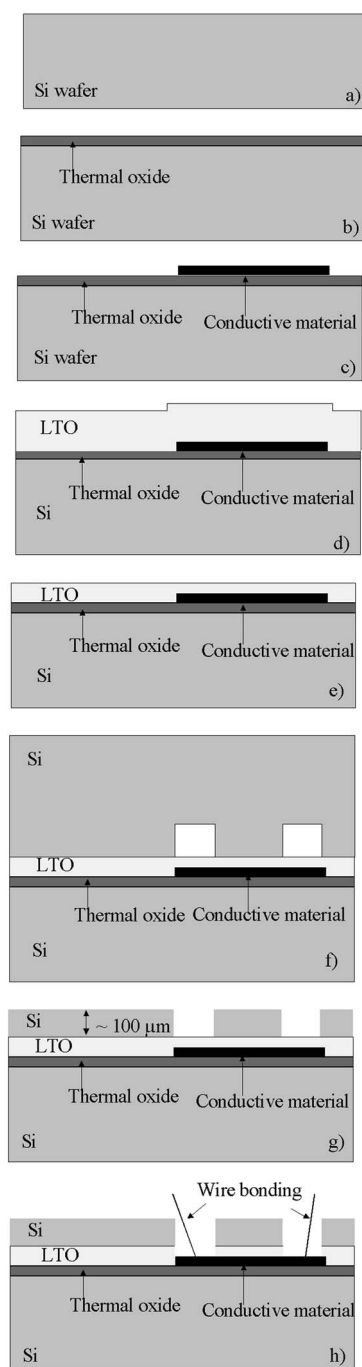 Si wafer
a)
Thermal oxide
Si wafer
b)
Thermal oxide
Conductive material
Si wafer
c)
LTO
Thermal oxide
Conductive material
Si
d)
LTO
Thermal oxide
Conductive material
Si
e)
Si
LTO
Thermal oxide
Conductive material
Si
f)
Si
~ 100 μm
LTO
Thermal oxide
Conductive material
Si
g)
Wire bonding
Si
LTO
Thermal oxide
Conductive material
Si
h)